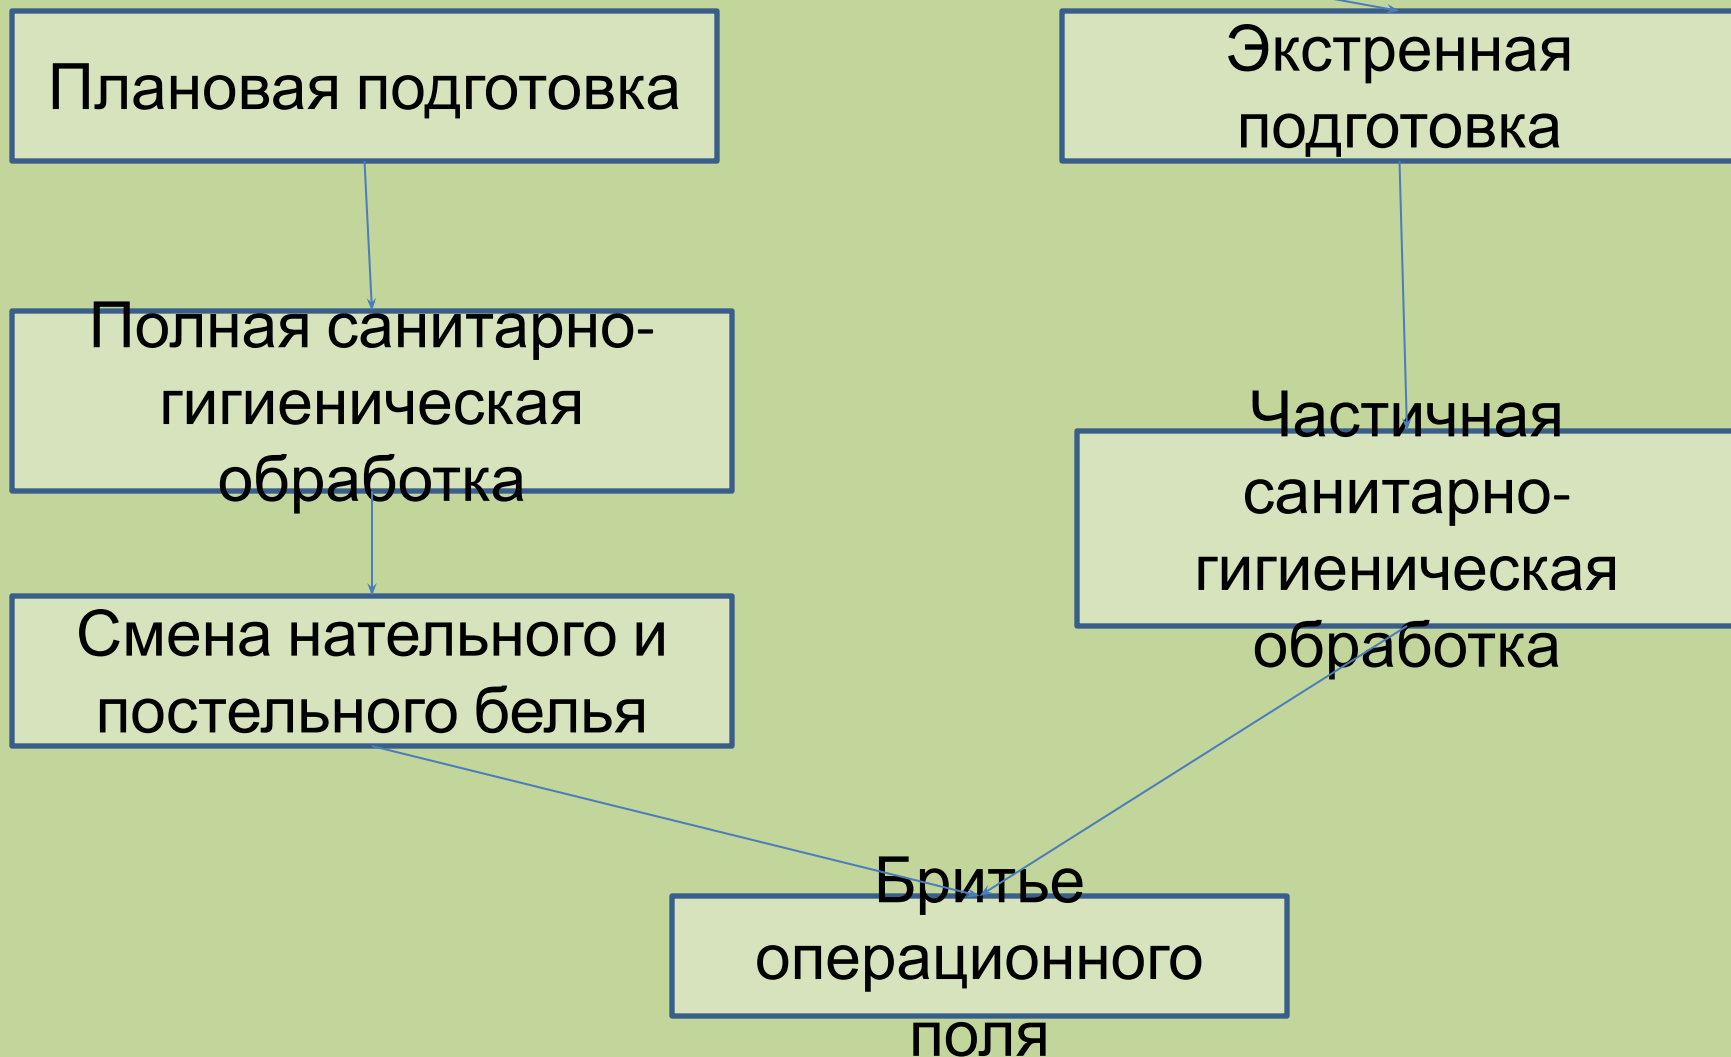 Плановая подготовка
Экстренная
подготовка
Полная санитарно-
гигиеническая
обработка
Частичная
санитарно-
гигиеническая
обработка
Смена нательного и
постельного белья
Бритье
операционного
поля